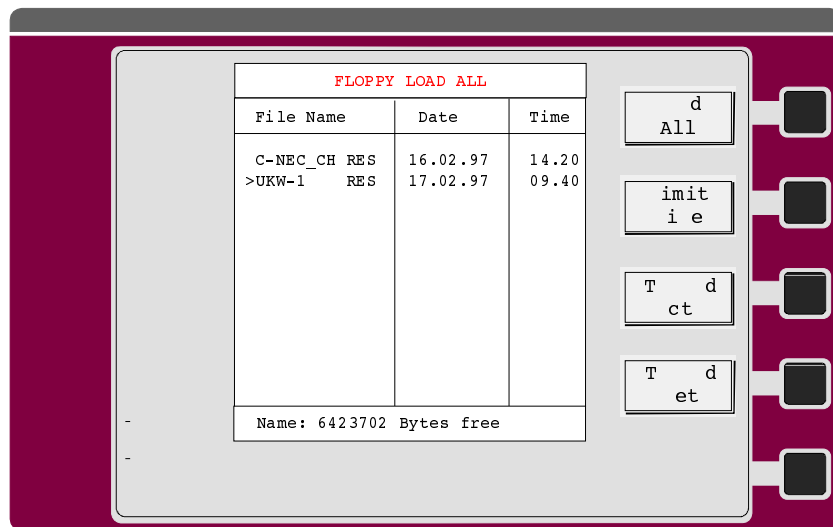 FLOPPY LOAD ALL
File Name Date Time
C-NEC_CH RES 16.02.97 14.20
>UKW-1 RES 17.02.97 09.40
Name: 6423702 Bytes free
d
All
imit
i e
T d
ct
T d
et
-
-